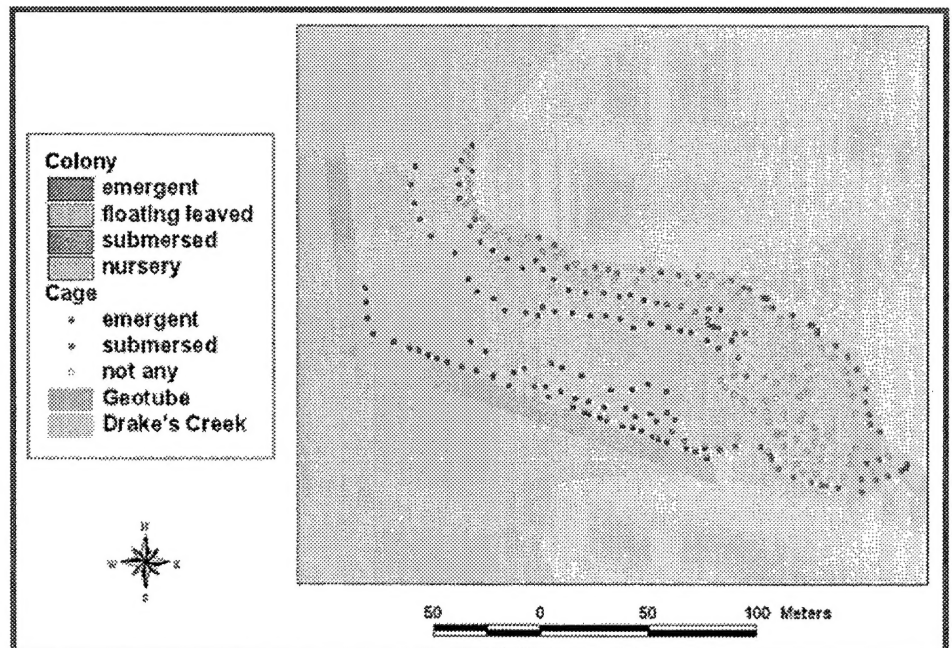 Colony
emergent
floating leaved
submersed
nursery
Cage
emergent
submersed
not any
Geotube
Drake's Creek
N
W E
S
50 0 50 100 Meters